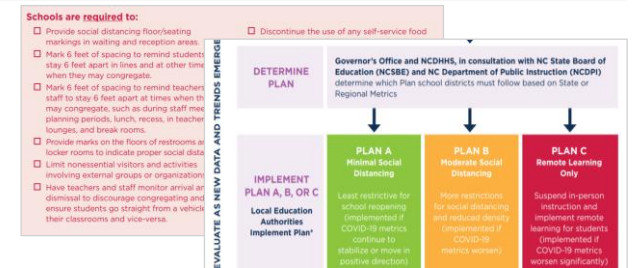 Schools are required to:
Provide social distancing floor/seating
markings in waiting and reception areas.
Mark 6 feet of spacing to remind students
stay 6 feet apart in lines and at other time
when they may congregate.
Mark 6 feet of spacing to remind teachers
staff to stay 6 feet apart at times when th
may congregate, such as during staff mee
planning periods, lunch, recess, in teacher
lounges, and break rooms.
Provide marks on the floors of restrooms a
locker rooms to indicate proper social dista
Limit nonessential visitors and activities
involving external groups or organizations
Have teachers and staff monitor arrival an
dismissal to discourage congregating and
ensure students go straight from a vehicle
their classrooms and vice-versa.
Discontinue the use of any self-service food
EVALUATE AS NEW DATA AND TRENDS EMERGE
DETERMINE
PLAN
Governor's Office and NCDHHS, in consultation with NC State Board of
Education (NCSBE) and NC Department of Public Instruction (NCDPI)
determine which Plan school districts must follow based on State or
Regional Metrics
IMPLEMENT
PLAN A, B, OR C
Local Education
Authorities
Implement Plan*
PLAN A
Minimal Social
Distancing
Least restrictive for
school reopening
(implemented if
COVID-19 metrics
continue to
stabilize or move in
positive direction)
PLAN B
Moderate Social
Distancing
More restrictions
for social distancing
and reduced density
(implemented if
COVID-19
metrics worsen)
PLAN C
Remote Learning
Only
Suspend in-person
instruction and
implement remote
learning for students
(implemented if
COVID-19 metrics
worsen significantly)